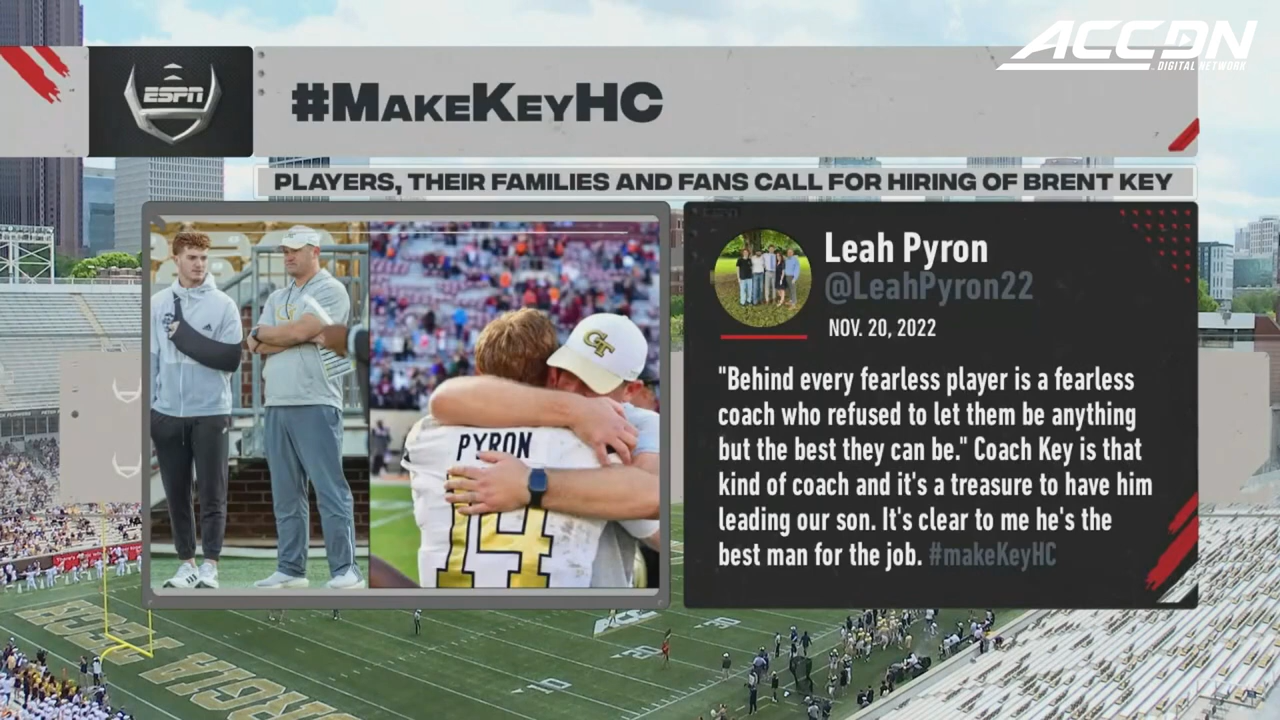 ACCDN
DIGITAL NETWORK
ESPN
#MAKEKEYHC
PLAYERS, THEIR FAMILIES AND FANS CALL FOR HIRING OF BRENT KEY
Leah Pyron
@LeahPyron22
NOV. 20, 2022
"Behind every fearless player is a fearless
coach who refused to let them be anything
but the best they can be." Coach Key is that
kind of coach and it's a treasure to have him
leading our son. It's clear to me he's the
best man for the job. #makeKeyHC
GT
PYRON
14
GEORGIA TECH